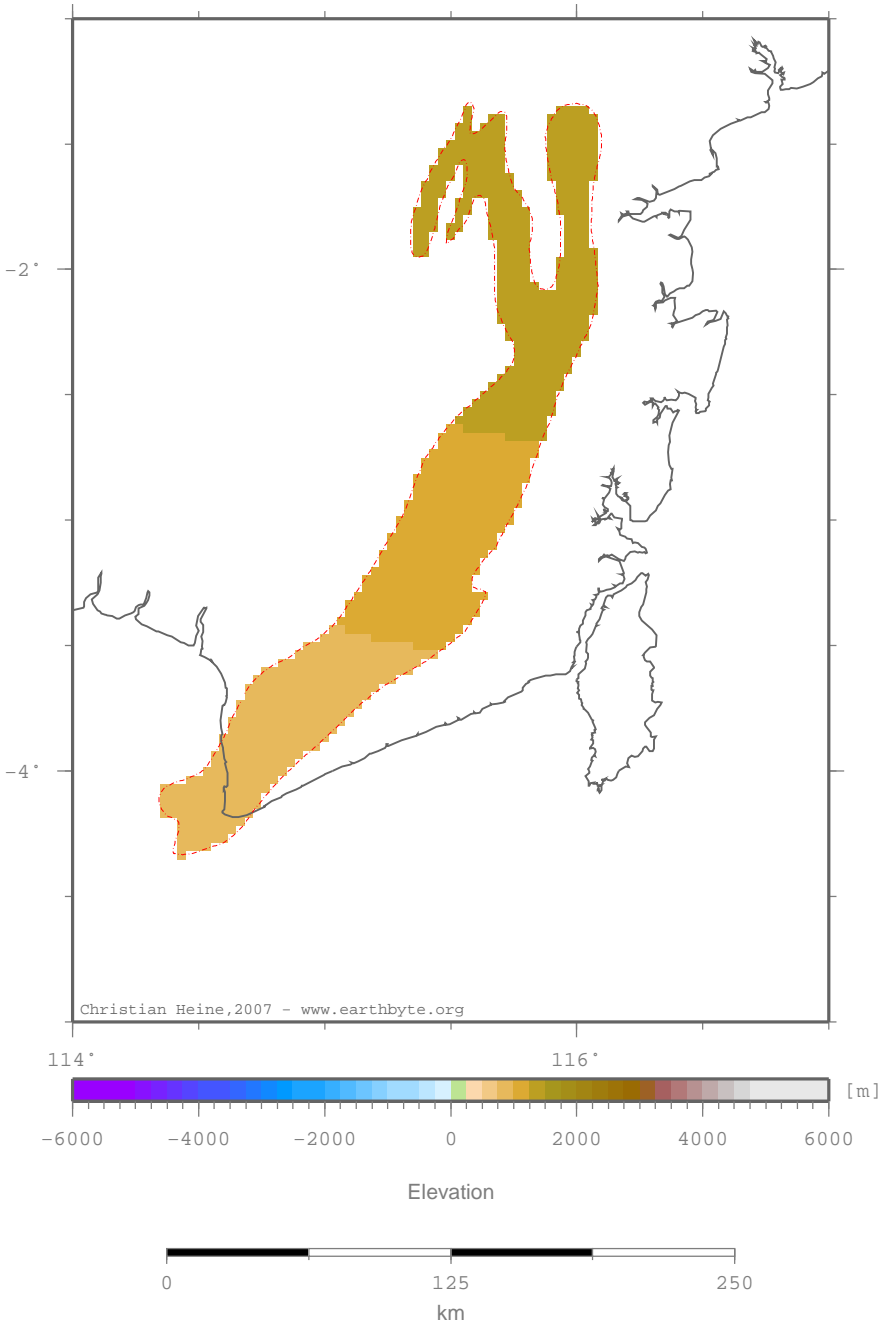 -2°
-4°
Christian Heine,2007 - www.earthbyte.org
114° 116°
[m]
-6000 -4000 -2000 0 2000 4000 6000
Elevation
0 125 250
km